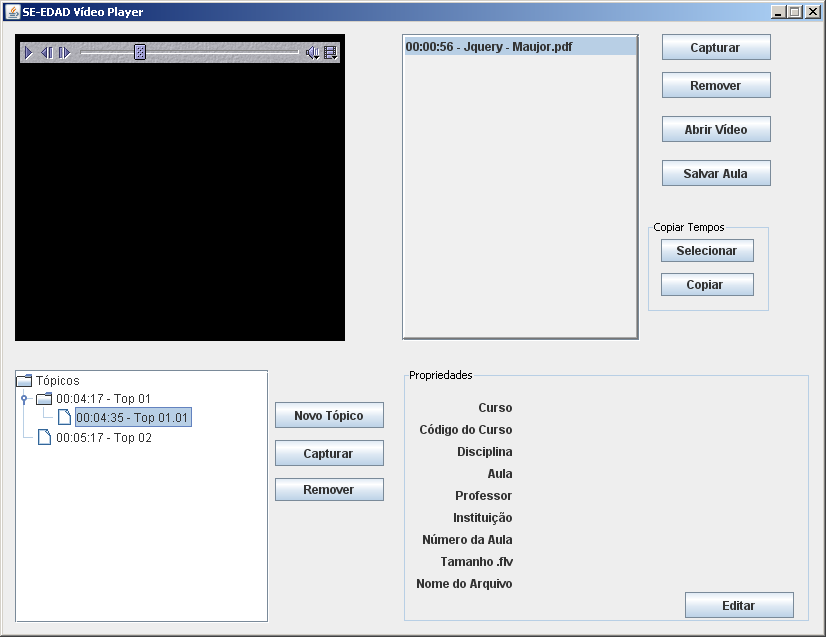 SE-EDAD Vídeo Player
00:00:56 - Jquery - Maujor.pdf
Capturar
Remover
Abrir Vídeo
Salvar Aula
Copiar Tempos
Selecionar
Copiar
Tópicos
00:04:17 - Top 01
00:04:35 - Top 01.01
00:05:17 - Top 02
Novo Tópico
Capturar
Remover
Propriedades
Curso
Código do Curso
Disciplina
Aula
Professor
Instituição
Número da Aula
Tamanho .flv
Nome do Arquivo
Editar